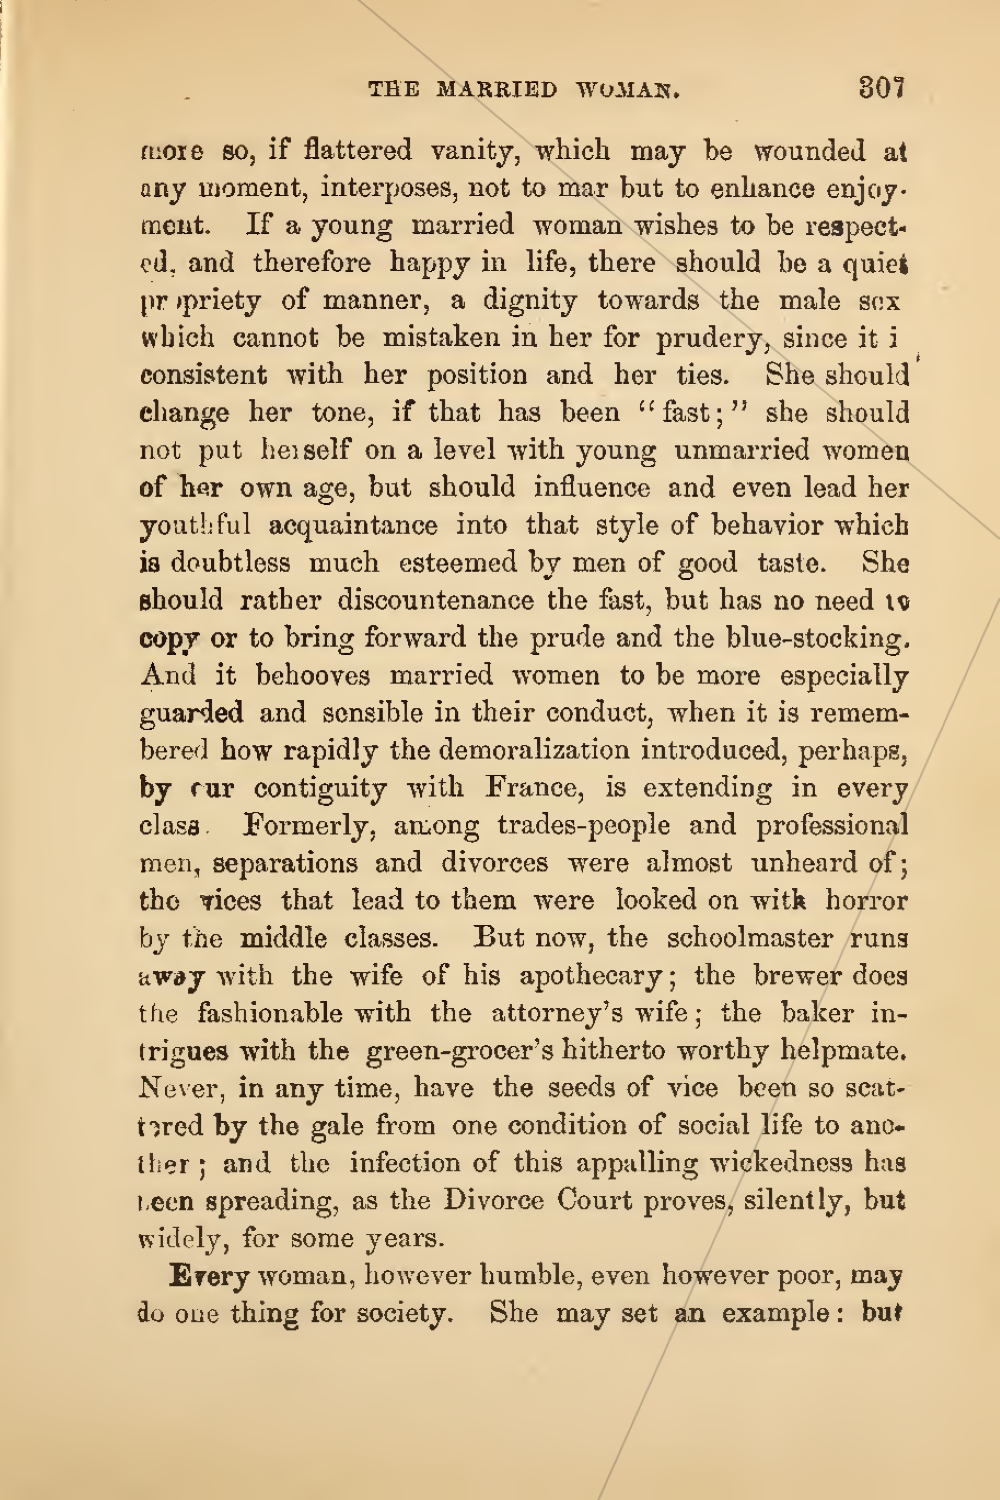 THE MARRIED WOMAN. 307
more so, if flattered vanity, which may be wounded at
any moment, interposes, not to mar but to enhance enjoy-
ment. If a young married woman wishes to be respect-
ed, and therefore happy in life, there should be a quiet
propriety of manner, a dignity towards the male sex
which cannot be mistaken in her for prudery, since it i
consistent with her position and her ties. She should
change her tone, if that has been “fast;” she should
not put herself on a level with young unmarried women
of her own age, but should influence and even lead her
youthful acquaintance into that style of behavior which
is doubtless much esteemed by men of good taste. She
should rather discountenance the fast, but has no need to
copy or to bring forward the prude and the blue-stocking.
And it behooves married women to be more especially
guarded and sensible in their conduct, when it is remem-
bered how rapidly the demoralization introduced, perhaps,
by our contiguity with France, is extending in every
class. Formerly, among trades-people and professional
men, separations and divorces were almost unheard of;
the vices that lead to them were looked on with horror
by the middle classes. But now, the schoolmaster runs
away with the wife of his apothecary; the brewer does
the fashionable with the attorney’s wife; the baker in-
trigues with the green-grocer’s hitherto worthy helpmate.
Never, in any time, have the seeds of vice been so scat-
tered by the gale from one condition of social life to ano-
ther; and the infection of this appalling wickedness has
been spreading, as the Divorce Court proves, silently, but
widely, for some years.
Every woman, however humble, even however poor, may
do one thing for society. She may set an example: but